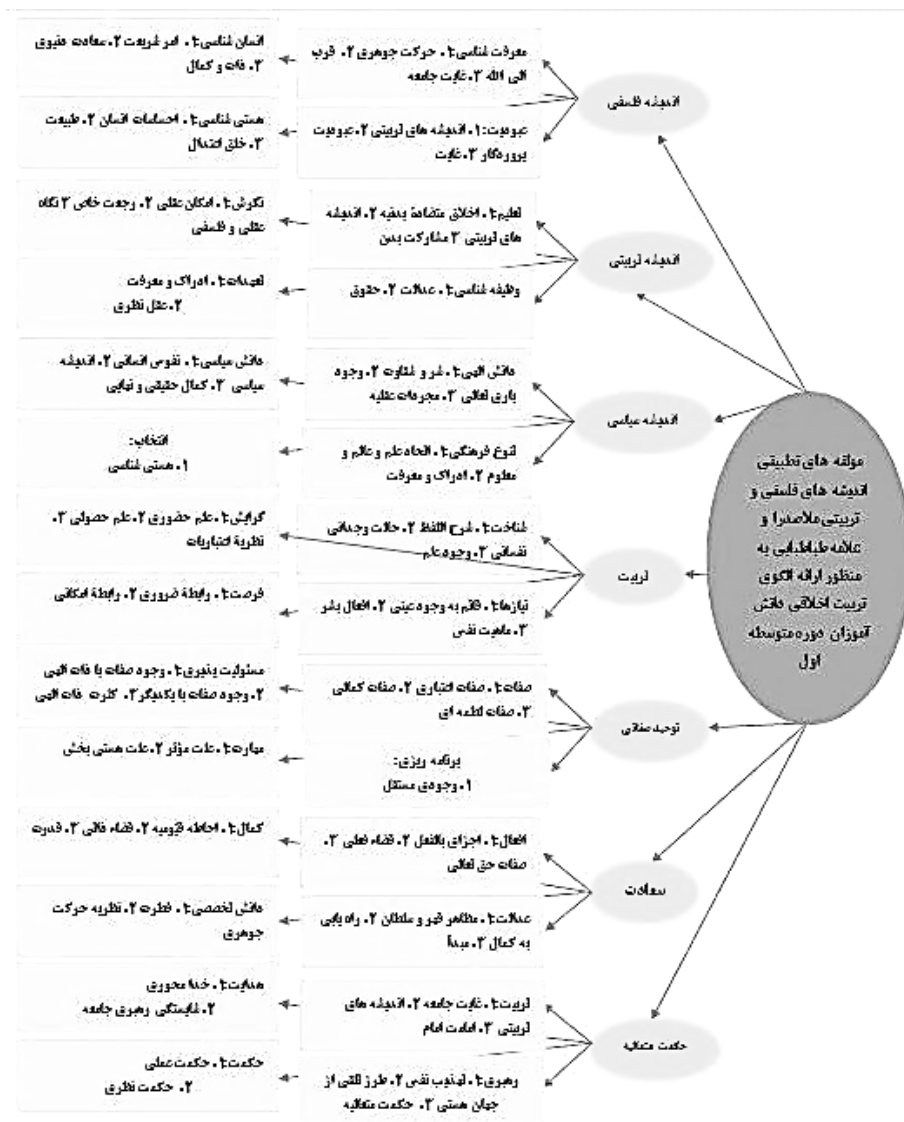 مولفه های تطبیقی
اندیشه های فلسفی و
تربیتی ملاصدرا و
علامه طباطبایی به
منظور ارائه الگوی
تربیت اخلاقی دانش
آموزان دوره متوسطه
اول
اندیشه فلسفی
معرفت شناسی:۱. حرکت جوهری ۲. قرب
الی الله ۳. غایت جامعه
انسان شناسی:۱. امر شریعت ۲. سعادت دنیوی
۳. ذات و کمال
عبودیت:۱. اندیشه های تربیتی ۲. عبودیت
پروردگار ۳. غایت
هستی شناسی:۱. احساسات انسان ۲. طبیعت
۳. خلق اعتدال
اندیشه تربیتی
تعلیم:۱. اخلاق متضادة بدنیه ۲. اندیشه
های تربیتی ۳ مشارکت بدن
نگرش:۱. امکان عقلی ۲. وجهت خاص ۳ نگاه
عقلی و فلسفی
وظیفه شناسی:۱. عدالت ۲. حقوق
تعهدات:۱. ادراک و معرفت
۲. عقل نظری
اندیشه سیاسی
دانش الهی:۱. شر و شقاوت ۲. وجود
باری تعالی ۳. مجردات عقلیه
دانش سیاسی:۱. نفوس انسانی ۲. اندیشه
سیاسی ۳. کمال حقیقی و نهایی
تنوع فرهنگی:۱. اتحاد علم و عالم و
معلوم ۲. ادراک و معرفت
انتخاب:
۱. هستی شناسی
تربیت
شناخت:۱. شرح اللفظ ۲. حالت وجدانی
نفسانی ۳. وجود علم
گرایش:۱. علم حضوری ۲. علم حصولی ۳.
نظریة اعتباریات
نیازها:۱. قائم به وجود عینی ۲. افعال بشر
۳. ماهیت نفس
فرصت:۱. رابطة ضروری ۲. رابطة امکانی
توحید صفاتی
صفات:۱. صفات اعتباری ۲. صفات کمالی
۳.صفات
مسئولیت پذیری:۱. وجود صفات با ذات الهی
۲. وجود صفات با یکدیگر ۳. کثرت ذات الهی
برنامه ریزی:
۱. وجودی مستقل
مهارت:۱. علت مؤثر ۲. علت هستی بخش
سعادت
افعال:۱. اجزای بالفعل ۲. قضاء فعلی ۳.
صفات حق تعالی
کمال:۱. احاطه قیومیه ۲. قضاء ذاتی ۳. قدرت
عدالت:۱. مظاهر قهر و سلطان ۲. راه یابی
به کمال ۳. مبدأ
دانش تخصصی:۱. فطرت ۲. نظریه حرکت
جوهری
حکمت متعالیه
تربیت:۱. غایت جامعه ۲. اندیشه های
تربیتی ۳. امامت امام
هدایت:۱. خدا محوری
۲. شایستگی رهبری جامعه
رهبری:۱. تهذیب نفس ۲. طرز تلقی از
جهان هستی ۳. حکمت متعالیه
حکمت:۱. حکمت عملی
۲. حکمت نظری